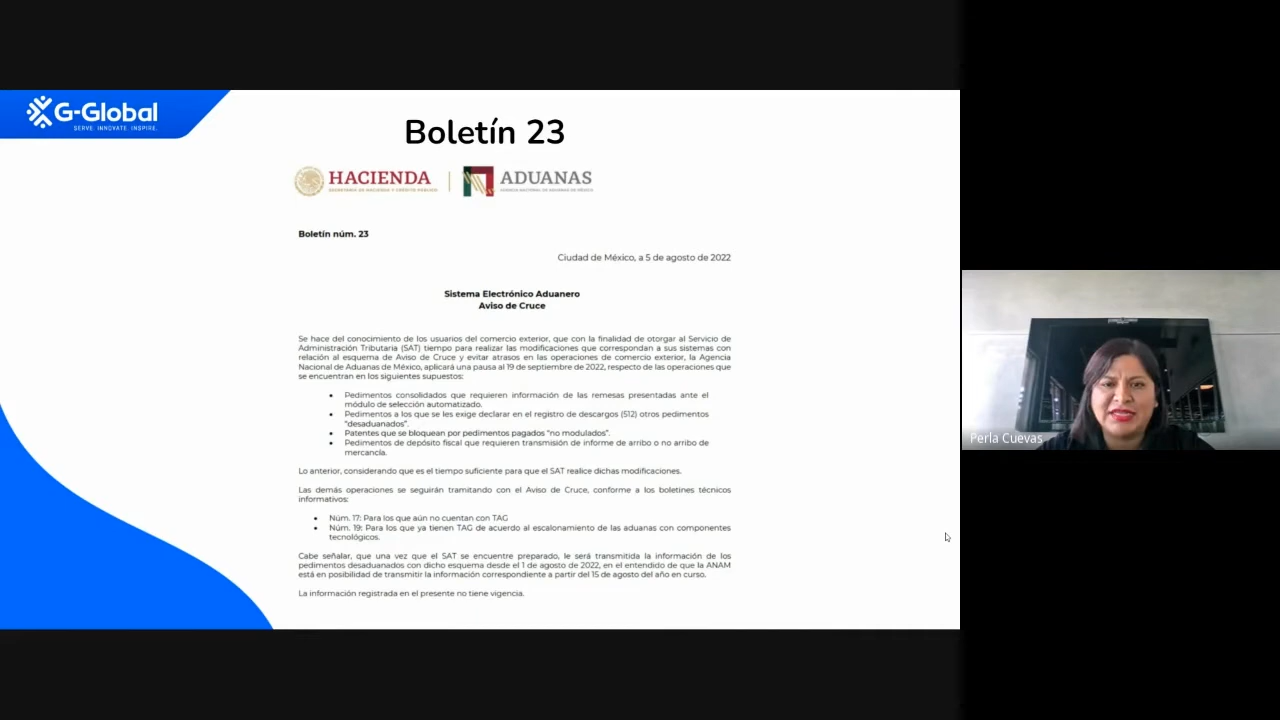 G-Global
SERVE. INNOVATE. INSPIRE.
Boletín 23
HACIENDA
SECRETARÍA DE HACIENDA Y CRÉDITO PÚBLICO
ADUANAS
AGENCIA NACIONAL DE ADUANAS DE MÉXICO
Boletín núm. 23
Ciudad de México, a 5 de agosto de 2022
Sistema Electrónico Aduanero
Aviso de Cruce
Se hace del conocimiento de los usuarios del comercio exterior, que con la finalidad de otorgar al Servicio de
Administración Tributaria (SAT) tiempo para realizar las modificaciones que correspondan a sus sistemas con
relación al esquema de Aviso de Cruce y evitar atrasos en las operaciones de comercio exterior, la Agencia
Nacional de Aduanas de México, aplicará una pausa al 19 de septiembre de 2022, respecto de las operaciones que
se encuentran en los siguientes supuestos:
• Pedimentos consolidados que requieren información de las remesas presentadas ante el
módulo de selección automatizado.
• Pedimentos a los que se les exige declarar en el registro de descargos (512) otros pedimentos
"desaduanados".
• Patentes que se bloquean por pedimentos pagados "no modulados".
• Pedimentos de depósito fiscal que requieren transmisión de informe de arribo o no arribo de
mercancía.
Lo anterior, considerando que es el tiempo suficiente para que el SAT realice dichas modificaciones.
Las demás operaciones se seguirán tramitando con el Aviso de Cruce, conforme a los boletines técnicos
informativos:
• Núm. 17: Para los que aún no cuentan con TAG
• Núm. 19: Para los que ya tienen TAG de acuerdo al escalonamiento de las aduanas con componentes
tecnológicos.
Cabe señalar, que una vez que el SAT se encuentre preparado, le será transmitida la información de los
pedimentos desaduanados con dicho esquema desde el 1 de agosto de 2022, en el entendido de que la ANAM
está en posibilidad de transmitir la información correspondiente a partir del 15 de agosto del año en curso.
La información registrada en el presente no tiene vigencia.
Perla Cuevas